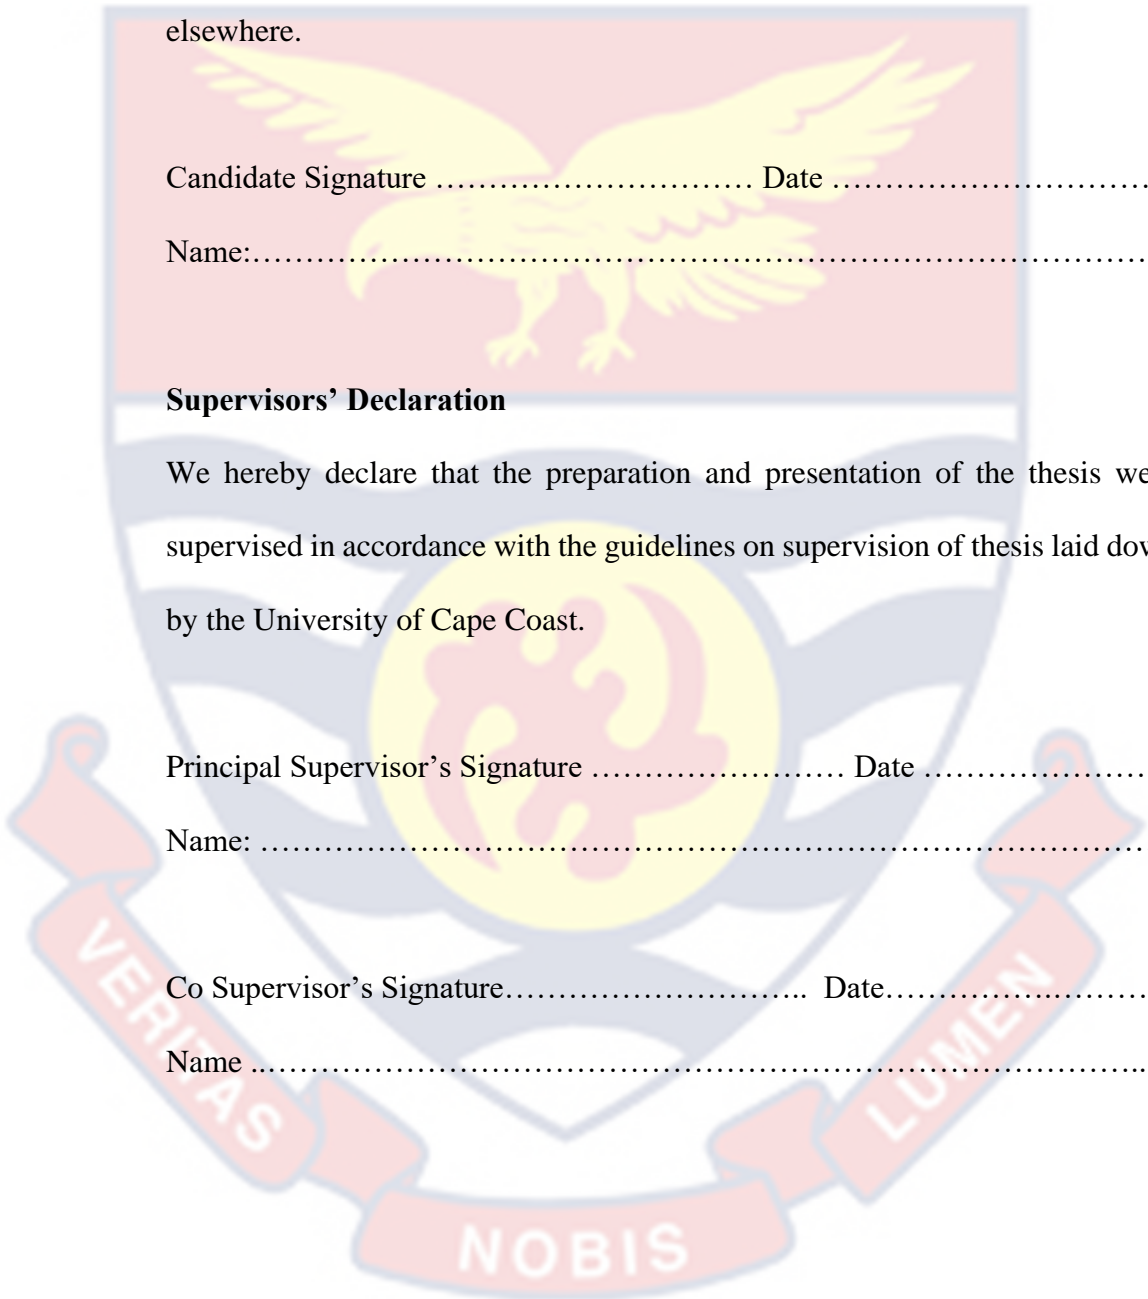 elsewhere.
Candidate Signature ………………………… Date …………………………
Name:…………………………………………………………………………
Supervisors’ Declaration
We hereby declare that the preparation and presentation of the thesis we
supervised in accordance with the guidelines on supervision of thesis laid dow
by the University of Cape Coast.
Principal Supervisor’s Signature …………………… Date …………………
Name: …………………………………………………………………………
Co Supervisor’s Signature……………………….. Date…………….………
Name ..………………………………………………………………………..
VERITAS
NOBIS
LUMEN